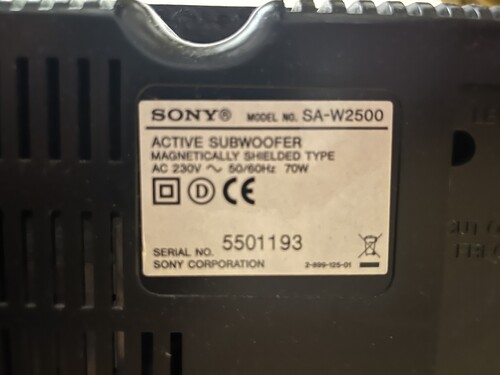 SONY® MODEL NO. SA-W2500
ACTIVE SUBWOOFER
MAGNETICALLY SHIELDED TYPE
AC 230V ~ 50/60Hz 70W
D CE
SERIAL NO. 5501193
SONY CORPORATION 2-899-125-01